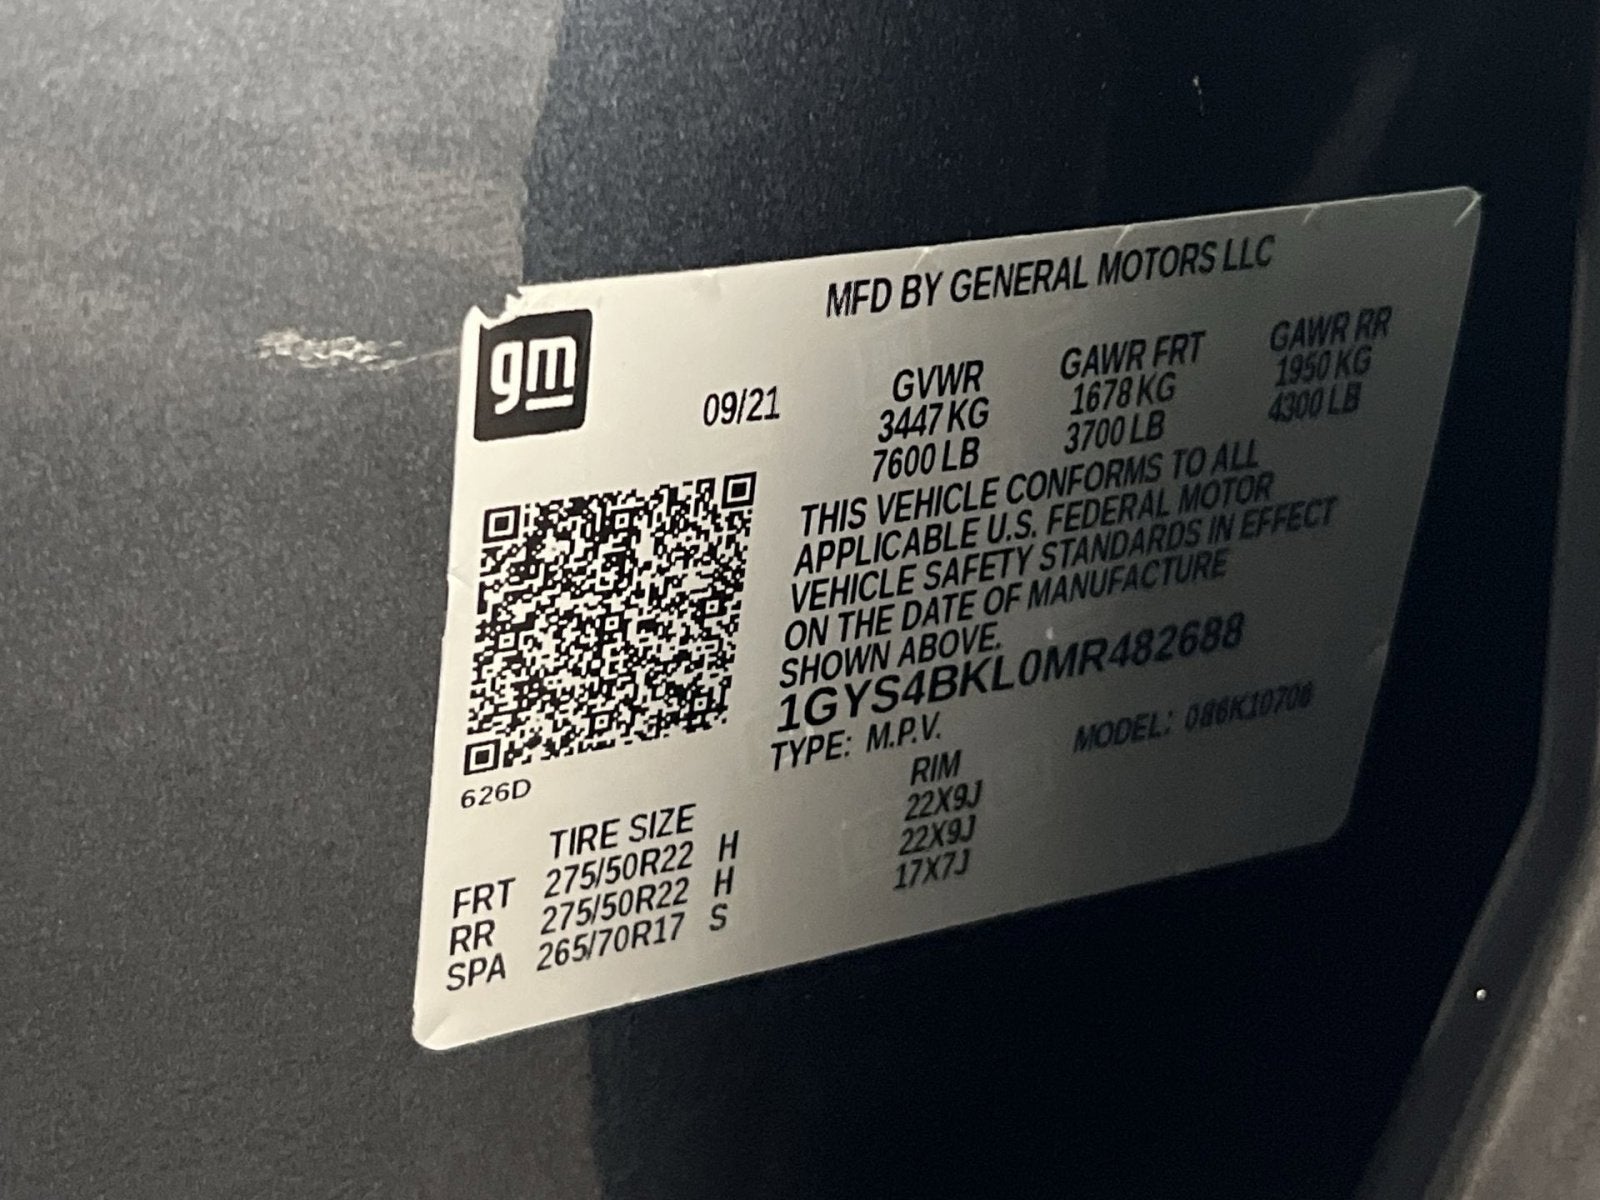 MFD BY GENERAL MOTORS LLC
gm
09/21
GVWR GAWR FRT GAWR RR
3447 KG 1678 KG 1950 KG
7600 LB 3700 LB 4300 LB
THIS VEHICLE CONFORMS TO ALL
APPLICABLE U.S. FEDERAL MOTOR
VEHICLE SAFETY STANDARDS IN EFFECT
ON THE DATE OF MANUFACTURE
SHOWN ABOVE.
1GYS4BKL0MR482688
TYPE: M.P.V. MODEL: 086K10706
626D
TIRE SIZE RIM
FRT 275/50R22 H 22X9J
RR 275/50R22 H 22X9J
SPA 265/70R17 S 17X7J